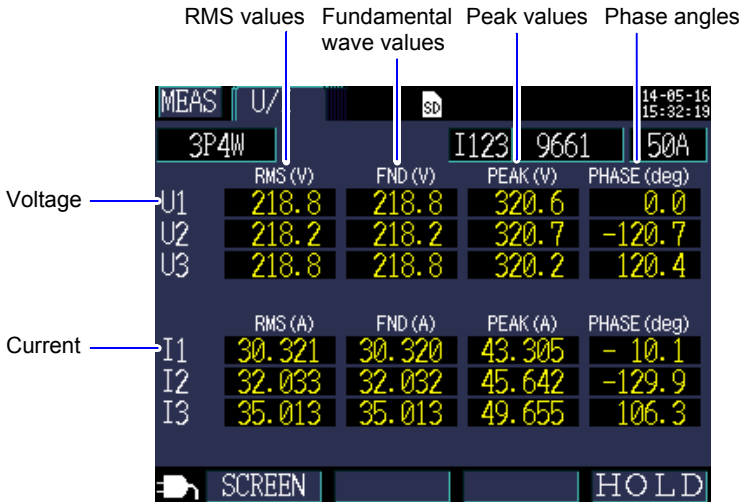 RMS values Fundamental wave values Peak values Phase angles
MEAS U/ SD 14-05-16
15:32:19
3P4W I123 9661 50A
RMS(V) FND(V) PEAK(V) PHASE(deg)
Voltage U1 218.8 218.8 320.6 0.0
U2 218.2 218.2 320.7 -120.7
U3 218.8 218.8 320.2 120.4
RMS(A) FND(A) PEAK(A) PHASE(deg)
Current I1 30.321 30.320 43.305 - 10.1
I2 32.033 32.032 45.642 -129.9
I3 35.013 35.013 49.655 106.3
SCREEN HOLD